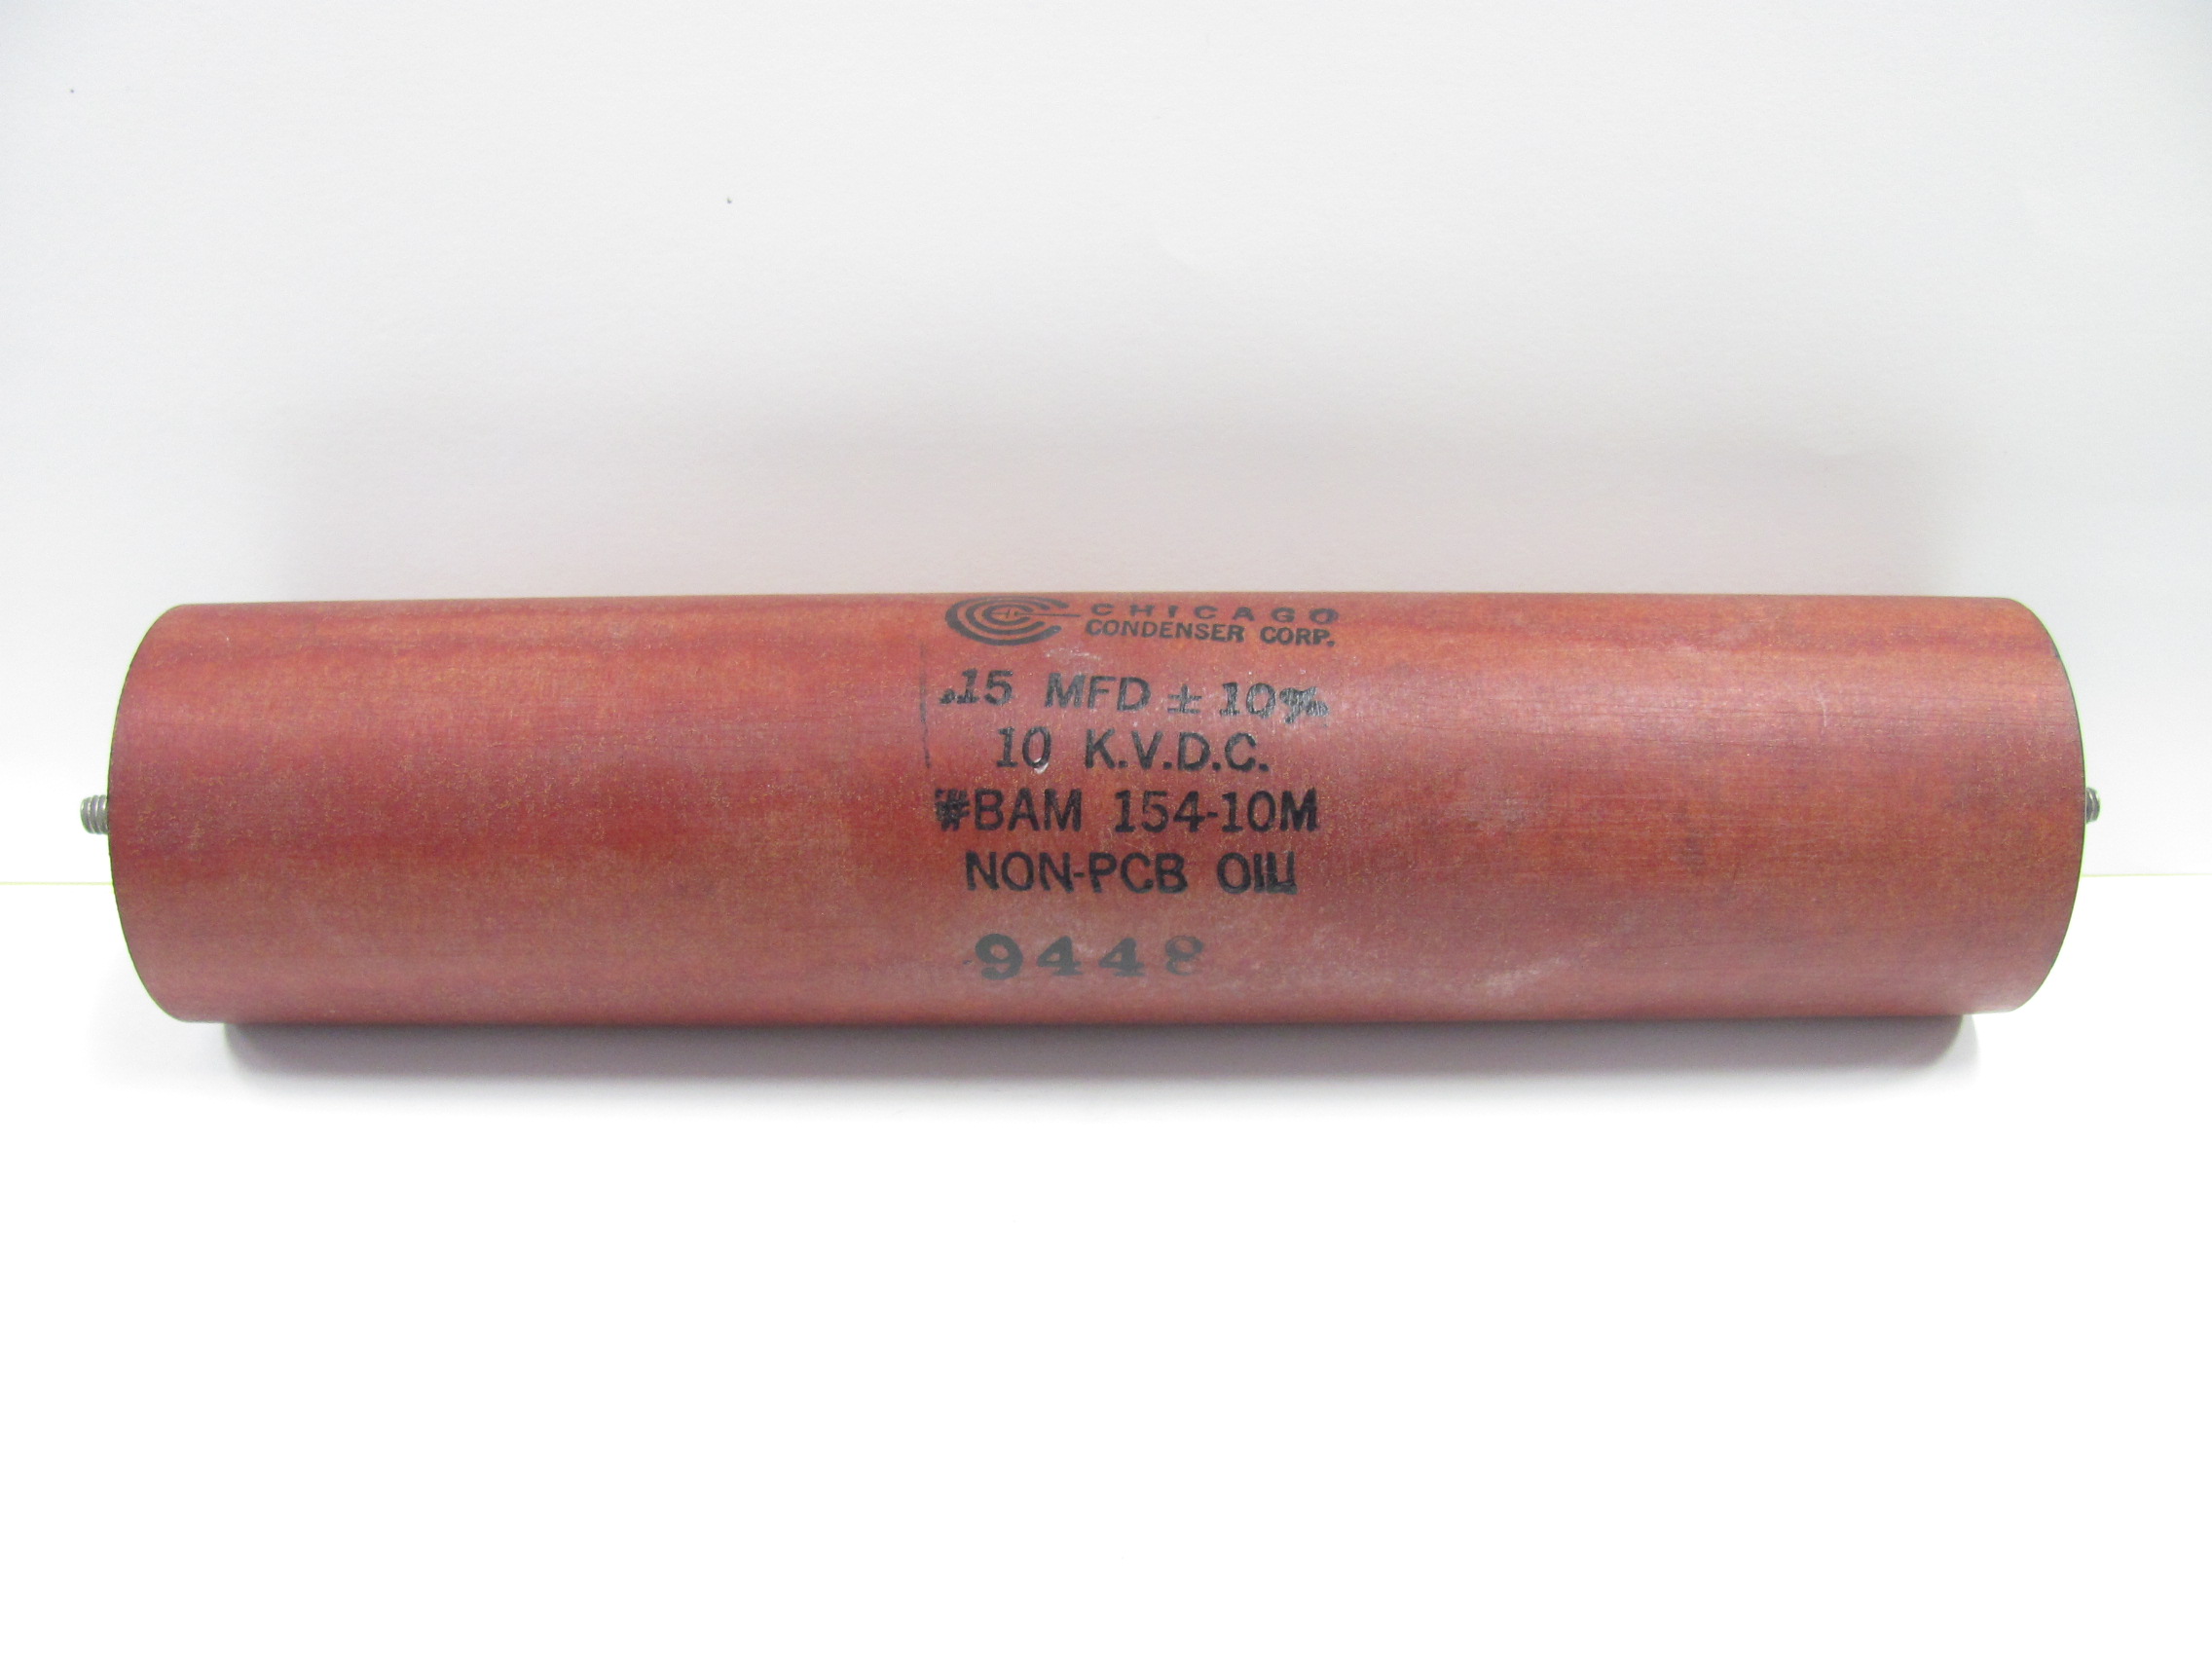 CHICAGO
CONDENSER CORP.
.15 MFD ± 10%
10 K.V.D.C.
#BAM 154-10M
NON-PCB OIL
9448